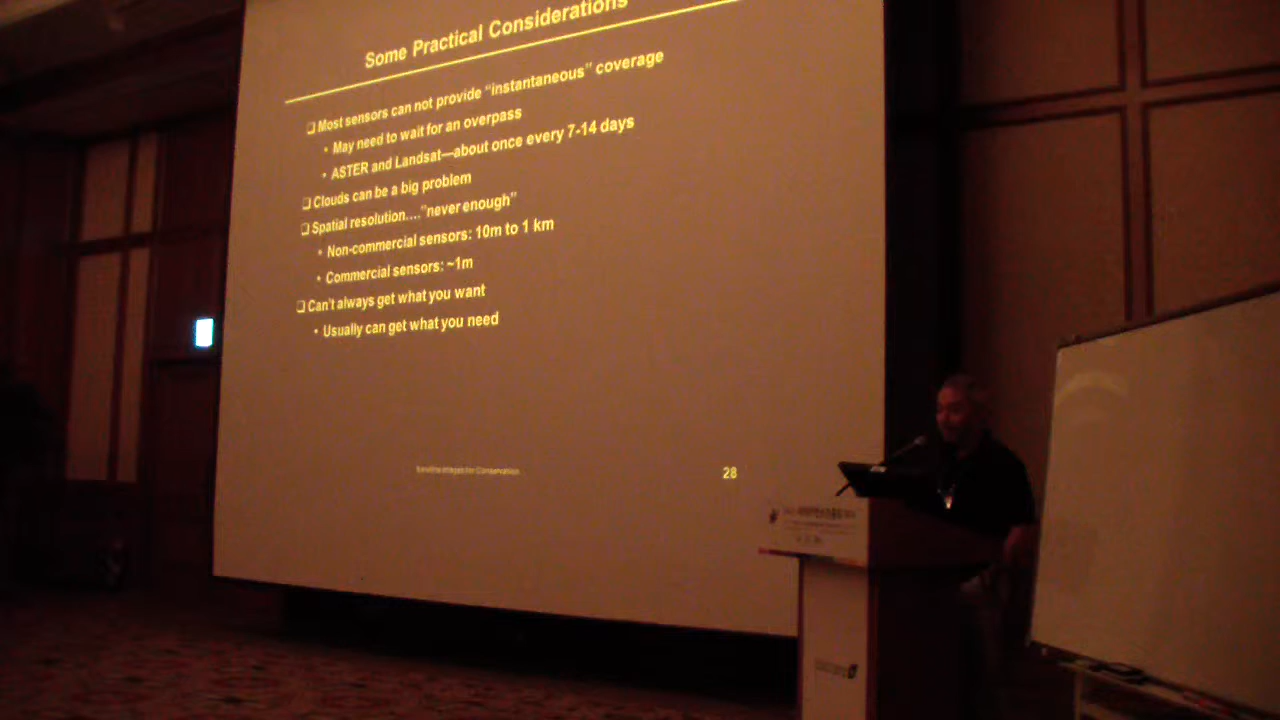 Some Practical Considerations
❑ Most sensors can not provide “instantaneous” coverage
• May need to wait for an overpass
• ASTER and Landsat—about once every 7-14 days
❑ Clouds can be a big problem
❑ Spatial resolution....”never enough”
• Non-commercial sensors: 10m to 1 km
• Commercial sensors: ~1m
❑ Can't always get what you want
• Usually can get what you need
28